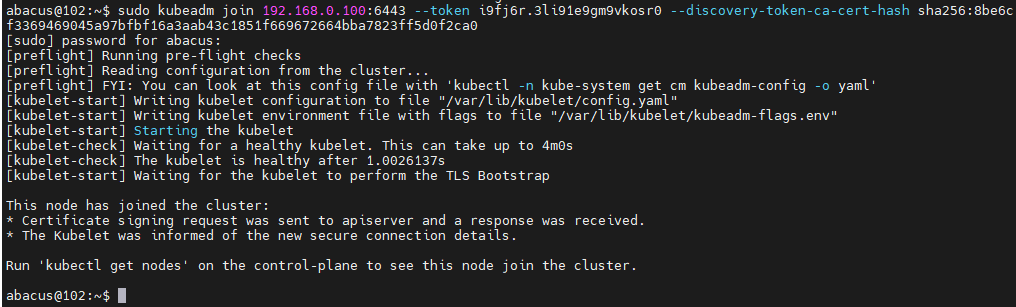 abacus@102:~$ sudo kubeadm join 192.168.0.100:6443 --token i9fj6r.3li91e9gm9vkosr0 --discovery-token-ca-cert-hash sha256:8be6c
f3369469045a97bfbf16a3aab43c1851f669672664bba7823ff5d0f2ca0
[sudo] password for abacus:
[preflight] Running pre-flight checks
[preflight] Reading configuration from the cluster...
[preflight] FYI: You can look at this config file with 'kubectl -n kube-system get cm kubeadm-config -o yaml'
[kubelet-start] Writing kubelet configuration to file "/var/lib/kubelet/config.yaml"
[kubelet-start] Writing kubelet environment file with flags to file "/var/lib/kubelet/kubeadm-flags.env"
[kubelet-start] Starting the kubelet
[kubelet-check] Waiting for a healthy kubelet. This can take up to 4m0s
[kubelet-check] The kubelet is healthy after 1.0026137s
[kubelet-start] Waiting for the kubelet to perform the TLS Bootstrap
This node has joined the cluster:
* Certificate signing request was sent to apiserver and a response was received.
* The Kubelet was informed of the new secure connection details.
Run 'kubectl get nodes' on the control-plane to see this node join the cluster.
abacus@102:~$